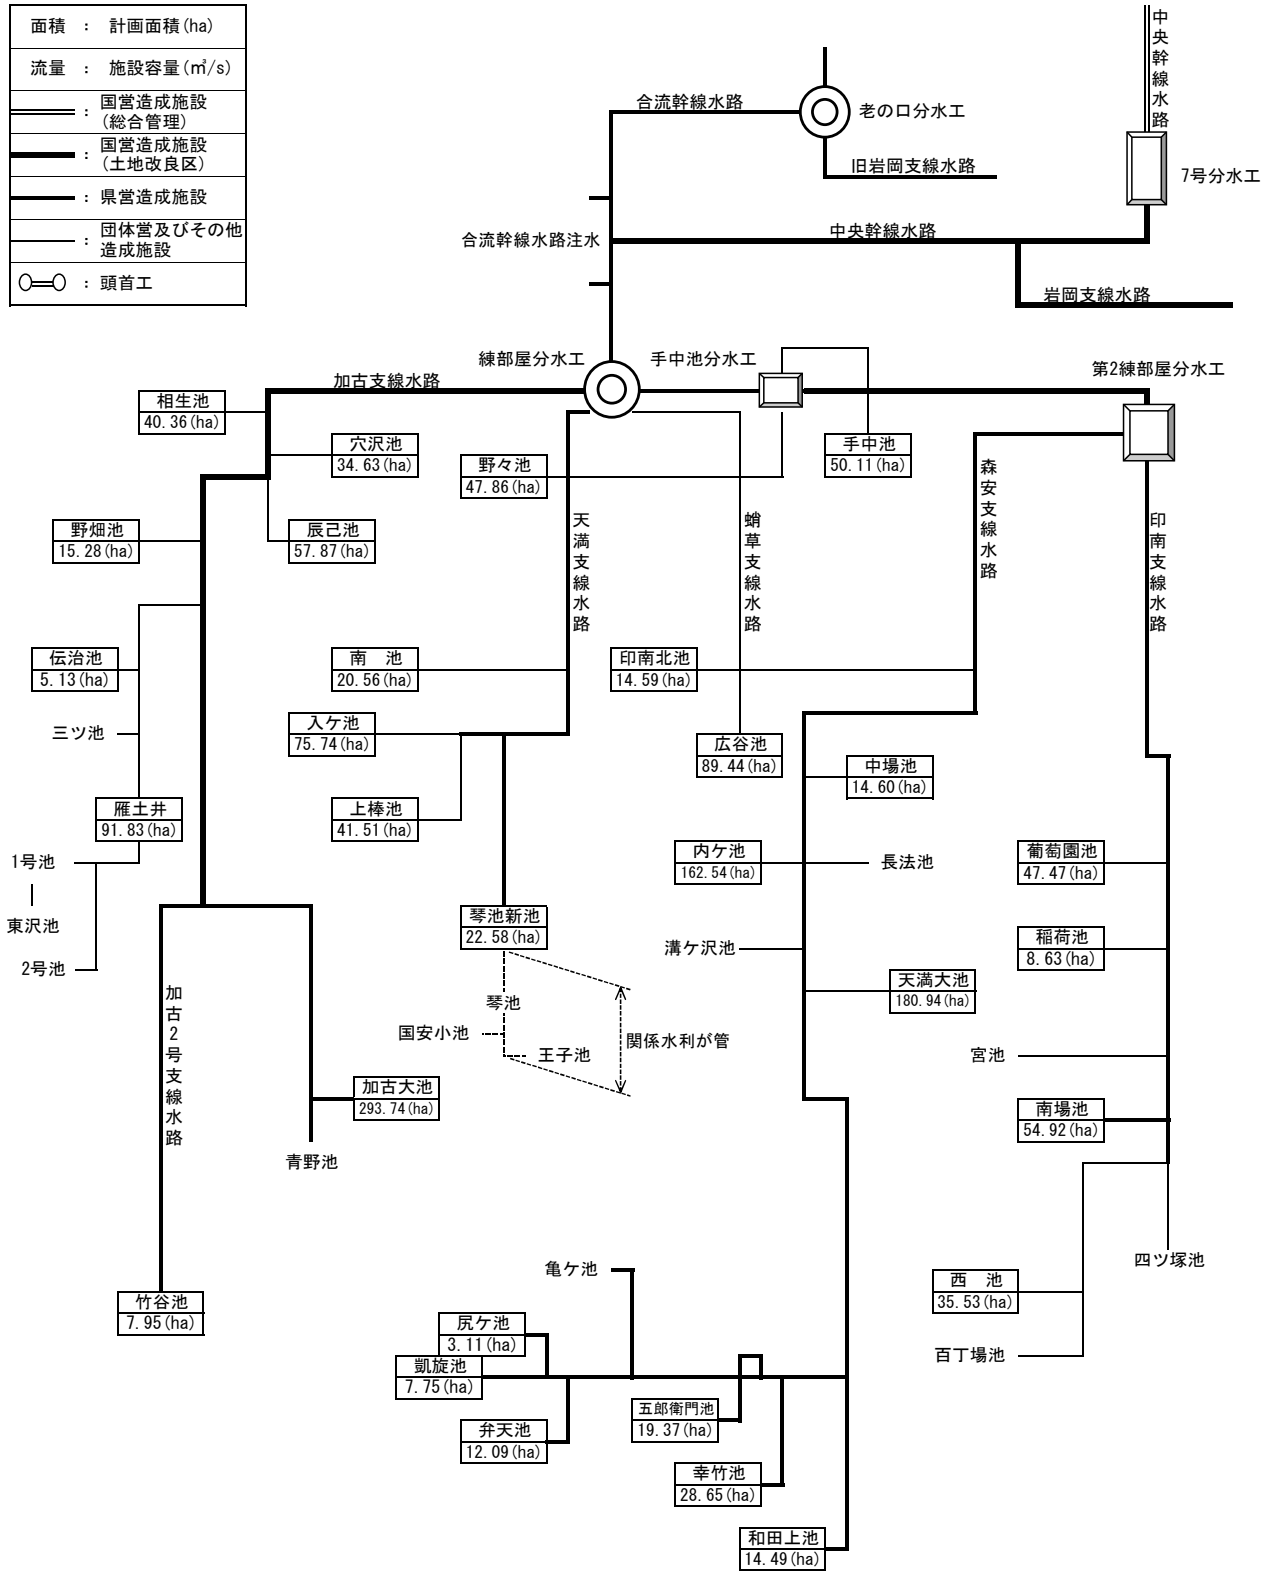 面積 : 計画面積(ha)
流量 : 施設容量(㎥/s)
: 国営造成施設
(総合管理)
: 国営造成施設
(土地改良区)
: 県営造成施設
: 団体営及びその他
造成施設
: 頭首工
中央幹線水路
合流幹線水路
老の口分水工
旧岩岡支線水路
7号分水工
合流幹線水路注水
中央幹線水路
岩岡支線水路
練部屋分水工
手中池分水工
第2練部屋分水工
加古支線水路
相生池
40.36(ha)
穴沢池
34.63(ha)
野々池
47.86(ha)
手中池
50.11(ha)
野畑池
15.28(ha)
辰己池
57.87(ha)
天満支線水路
蛸草支線水路
森安支線水路
印南支線水路
伝治池
5.13(ha)
南 池
20.56(ha)
印南北池
14.59(ha)
三ツ池
入ケ池
75.74(ha)
広谷池
89.44(ha)
中場池
14.60(ha)
雁土井
91.83(ha)
上棒池
41.51(ha)
1号池
内ケ池
162.54(ha)
長法池
葡萄園池
47.47(ha)
東沢池
琴池新池
22.58(ha)
溝ケ沢池
稲荷池
8.63(ha)
2号池
天満大池
180.94(ha)
加古2号支線水路
琴池
国安小池
王子池
関係水利が管
宮池
加古大池
293.74(ha)
南場池
54.92(ha)
青野池
四ツ塚池
亀ケ池
西 池
35.53(ha)
竹谷池
7.95(ha)
尻ケ池
3.11(ha)
百丁場池
凱旋池
7.75(ha)
五郎衛門池
19.37(ha)
弁天池
12.09(ha)
幸竹池
28.65(ha)
和田上池
14.49(ha)